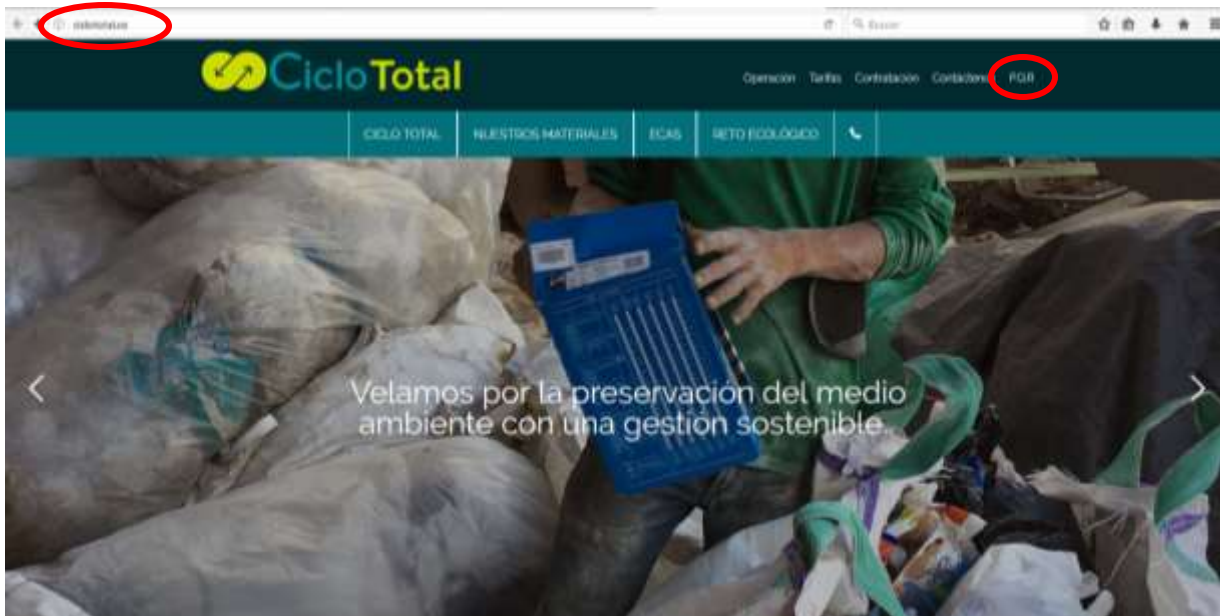 Buscar
CicloTotal
Operación Tarifas Contratación Contáctenos PQR
CICLO TOTAL NUESTROS MATERIALES ECAS RETO ECOLÓGICO
Velamos por la preservación del medio
ambiente con una gestión sostenible.